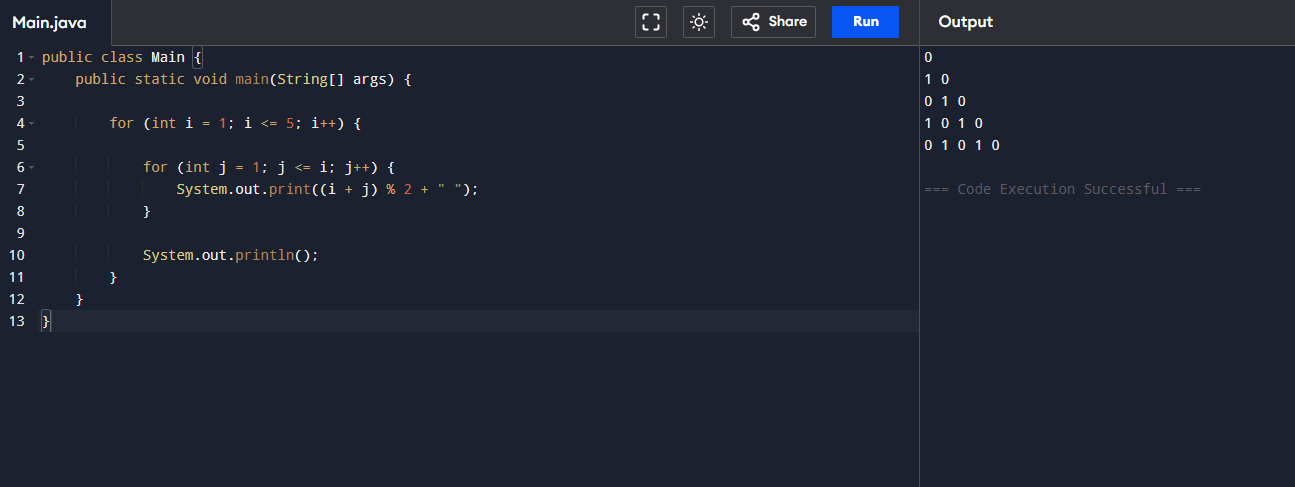 Main.java
Share
Run
Output
1 public class Main {
2     public static void main(String[] args) {
3
4         for (int i = 1; i <= 5; i++) {
5
6             for (int j = 1; j <= i; j++) {
7                 System.out.print((i + j) % 2 + " ");
8             }
9
10             System.out.println();
11         }
12     }
13 }
0
1 0
0 1 0
1 0 1 0
0 1 0 1 0
=== Code Execution Successful ===